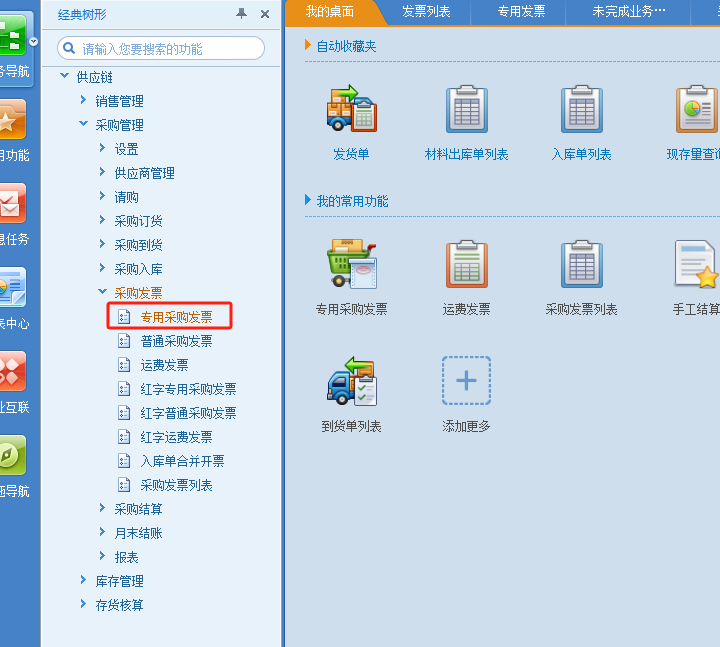 经典树形
请输入您要搜索的功能
供应链
销售管理
采购管理
设置
供应商管理
请购
采购订货
采购到货
采购入库
采购发票
专用采购发票
普通采购发票
运费发票
红字专用采购发票
红字普通采购发票
红字运费发票
入库单合并开票
采购发票列表
采购结算
月末结账
报表
库存管理
存货核算
导航
功能
任务
中心
互联
导航
我的桌面 发票列表 专用发票 未完成业务…
自动收藏夹
发货单 材料出库单列表 入库单列表 现存量查询
我的常用功能
专用采购发票 运费发票 采购发票列表 手工结算
到货单列表 添加更多